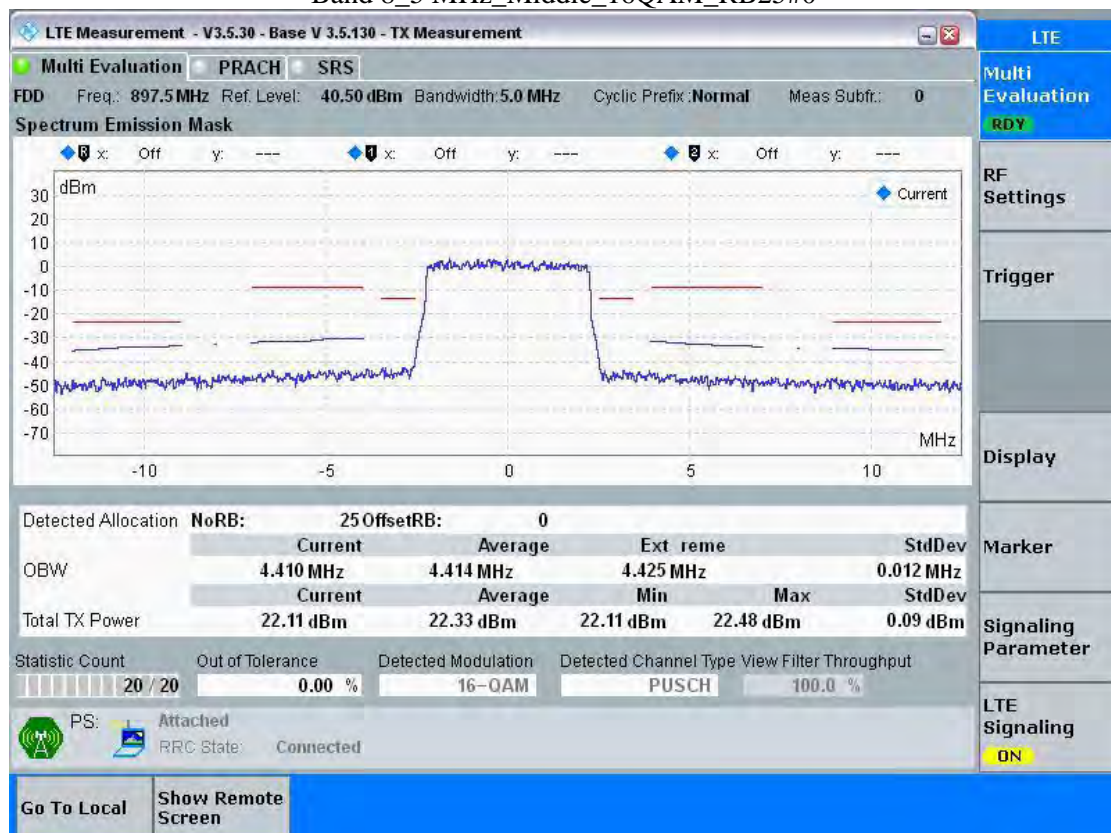 Band 8_5 MHz_Middle_16QAM_RB25#0
LTE Measurement - V3.5.30 - Base V 3.5.130 - TX Measurement
LTE
Multi Evaluation PRACH SRS
Multi Evaluation
RDY
FDD Freq.: 897.5 MHz Ref. Level: 40.50 dBm Bandwidth: 5.0 MHz Cyclic Prefix : Normal Meas Subfr.: 0
Spectrum Emission Mask
R x: Off y: --- 1 x: Off y: --- 2 x: Off y: ---
RF Settings
dBm
Current
30
20
10
0
-10
-20
-30
-40
-50
-60
-70
MHz
-10 -5 0 5 10
Trigger
Display
Detected Allocation NoRB: 25 OffsetRB: 0
Current Average Ext reme StdDev
OBW 4.410 MHz 4.414 MHz 4.425 MHz 0.012 MHz
Current Average Min Max StdDev
Total TX Power 22.11 dBm 22.33 dBm 22.11 dBm 22.48 dBm 0.09 dBm
Marker
Signaling Parameter
Statistic Count Out of Tolerance Detected Modulation Detected Channel Type View Filter Throughput
20 / 20 0.00 % 16-QAM PUSCH 100.0 %
LTE Signaling
ON
PS: Attached
RRC State: Connected
Go To Local
Show Remote Screen